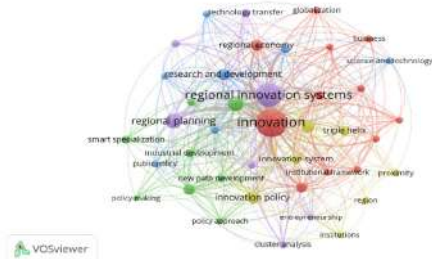 technology transfer
globalization
regional economy
business
science and technology
research and development
regional innovation systems
regional planning
innovation
triple helix
smart specialization
industrial development
public policy
innovation system
institutional framework
proximity
new path development
policy making
innovation policy
region
policy approach
entrepreneurship
institutions
cluster analysis
VOSviewer